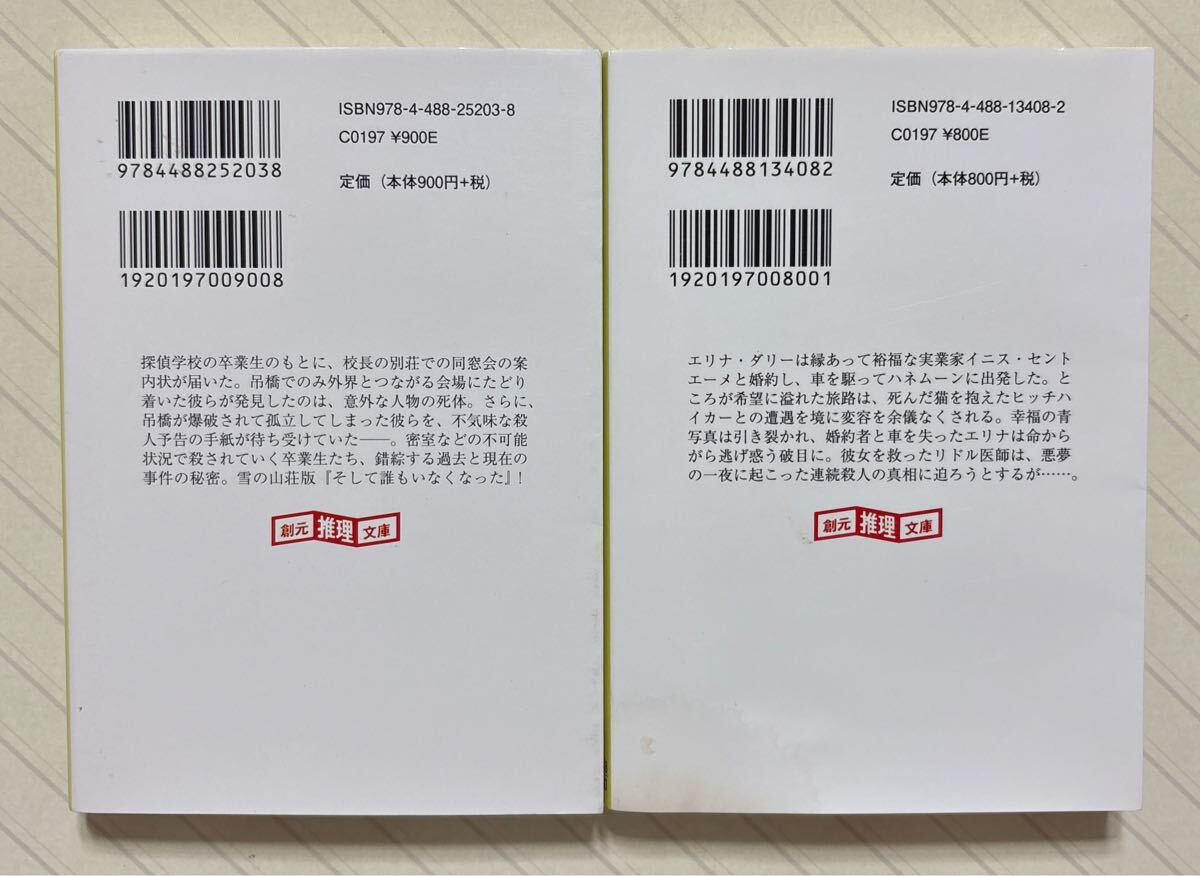 ISBN978-4-488-25203-8
C0197 ¥900E
定価（本体900円+税）
9784488252038
1920197009008
探偵学校の卒業生のもとに、校長の別荘での同窓会の案
内状が届いた。吊橋でのみ外界とつながる会場にたどり
着いた彼らが発見したのは、意外な人物の死体。さらに、
吊橋が爆破されて孤立してしまった彼らを、不気味な殺
人予告の手紙が待ち受けていた——。密室などの不可能
状況で殺されていく卒業生たち、錯綜する過去と現在の
事件の秘密。雪の山荘版『そして誰もいなくなった』！
創元推理文庫
ISBN978-4-488-13408-2
C0197 ¥800E
定価（本体800円+税）
9784488134082
1920197008001
エリナ・ダリーは縁あって裕福な実業家イニス・セント
エーメと婚約し、車を駆ってハネムーンに出発した。と
ころが希望に溢れた旅路は、死んだ猫を抱えたヒッチハ
イカーとの遭遇を境に変容を余儀なくされる。幸福の青
写真は引き裂かれ、婚約者と車を失ったエリナは命から
がら逃げ惑う破目に。彼女を救ったリドル医師は、悪夢
の一夜に起こった連続殺人の真相に迫ろうとするが……。
創元推理文庫